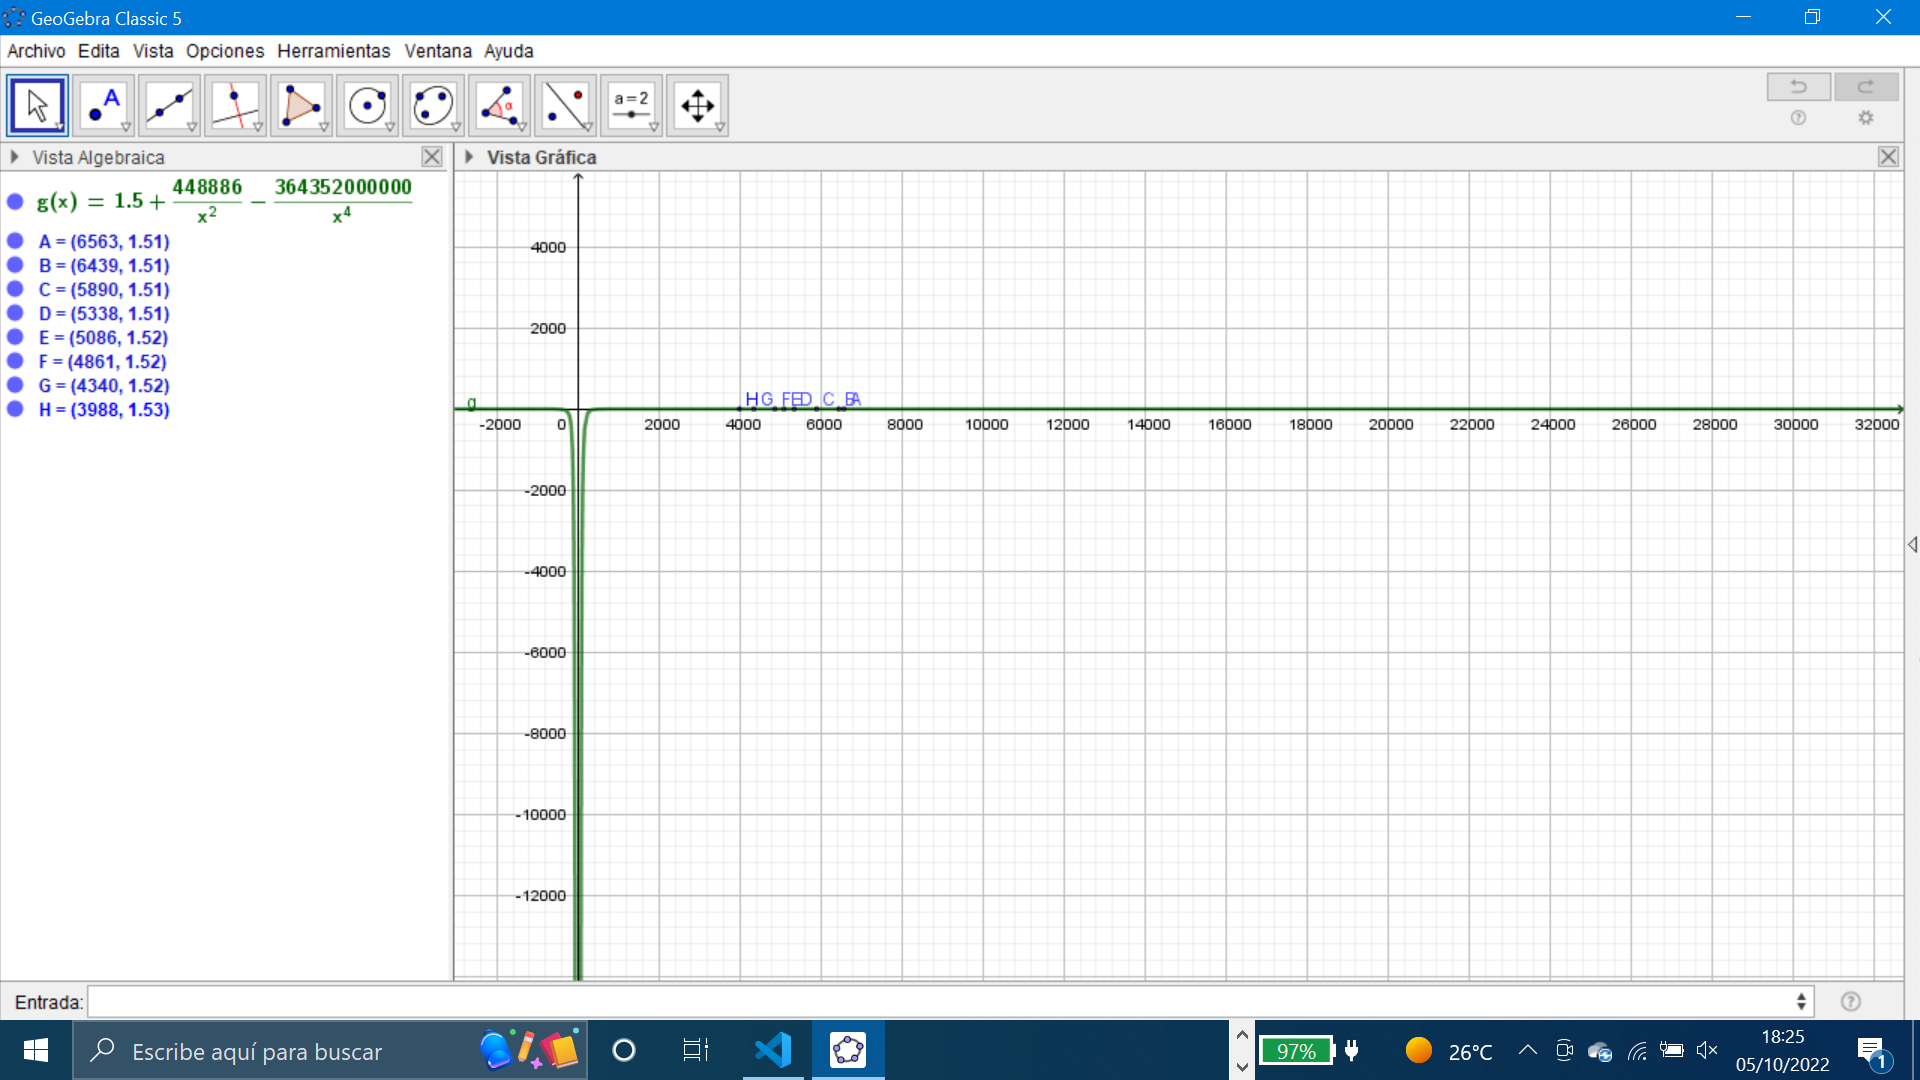 GeoGebra Classic 5
Archivo Edita Vista Opciones Herramientas Ventana Ayuda
A α a=2
Vista Algebraica
Vista Gráfica
g(x) = 1.5 + 448886/x² − 364352000000/x⁴
A = (6563, 1.51)
B = (6439, 1.51)
C = (5890, 1.51)
D = (5338, 1.51)
E = (5086, 1.52)
F = (4861, 1.52)
G = (4340, 1.52)
H = (3988, 1.53)
4000
2000
g
H G F E D C B A
-2000 0 2000 4000 6000 8000 10000 12000 14000 16000 18000 20000 22000 24000 26000 28000 30000 32000
-2000
-4000
-6000
-8000
-10000
-12000
Entrada:
Escribe aquí para buscar
97%
26°C
18:25
05/10/2022
1